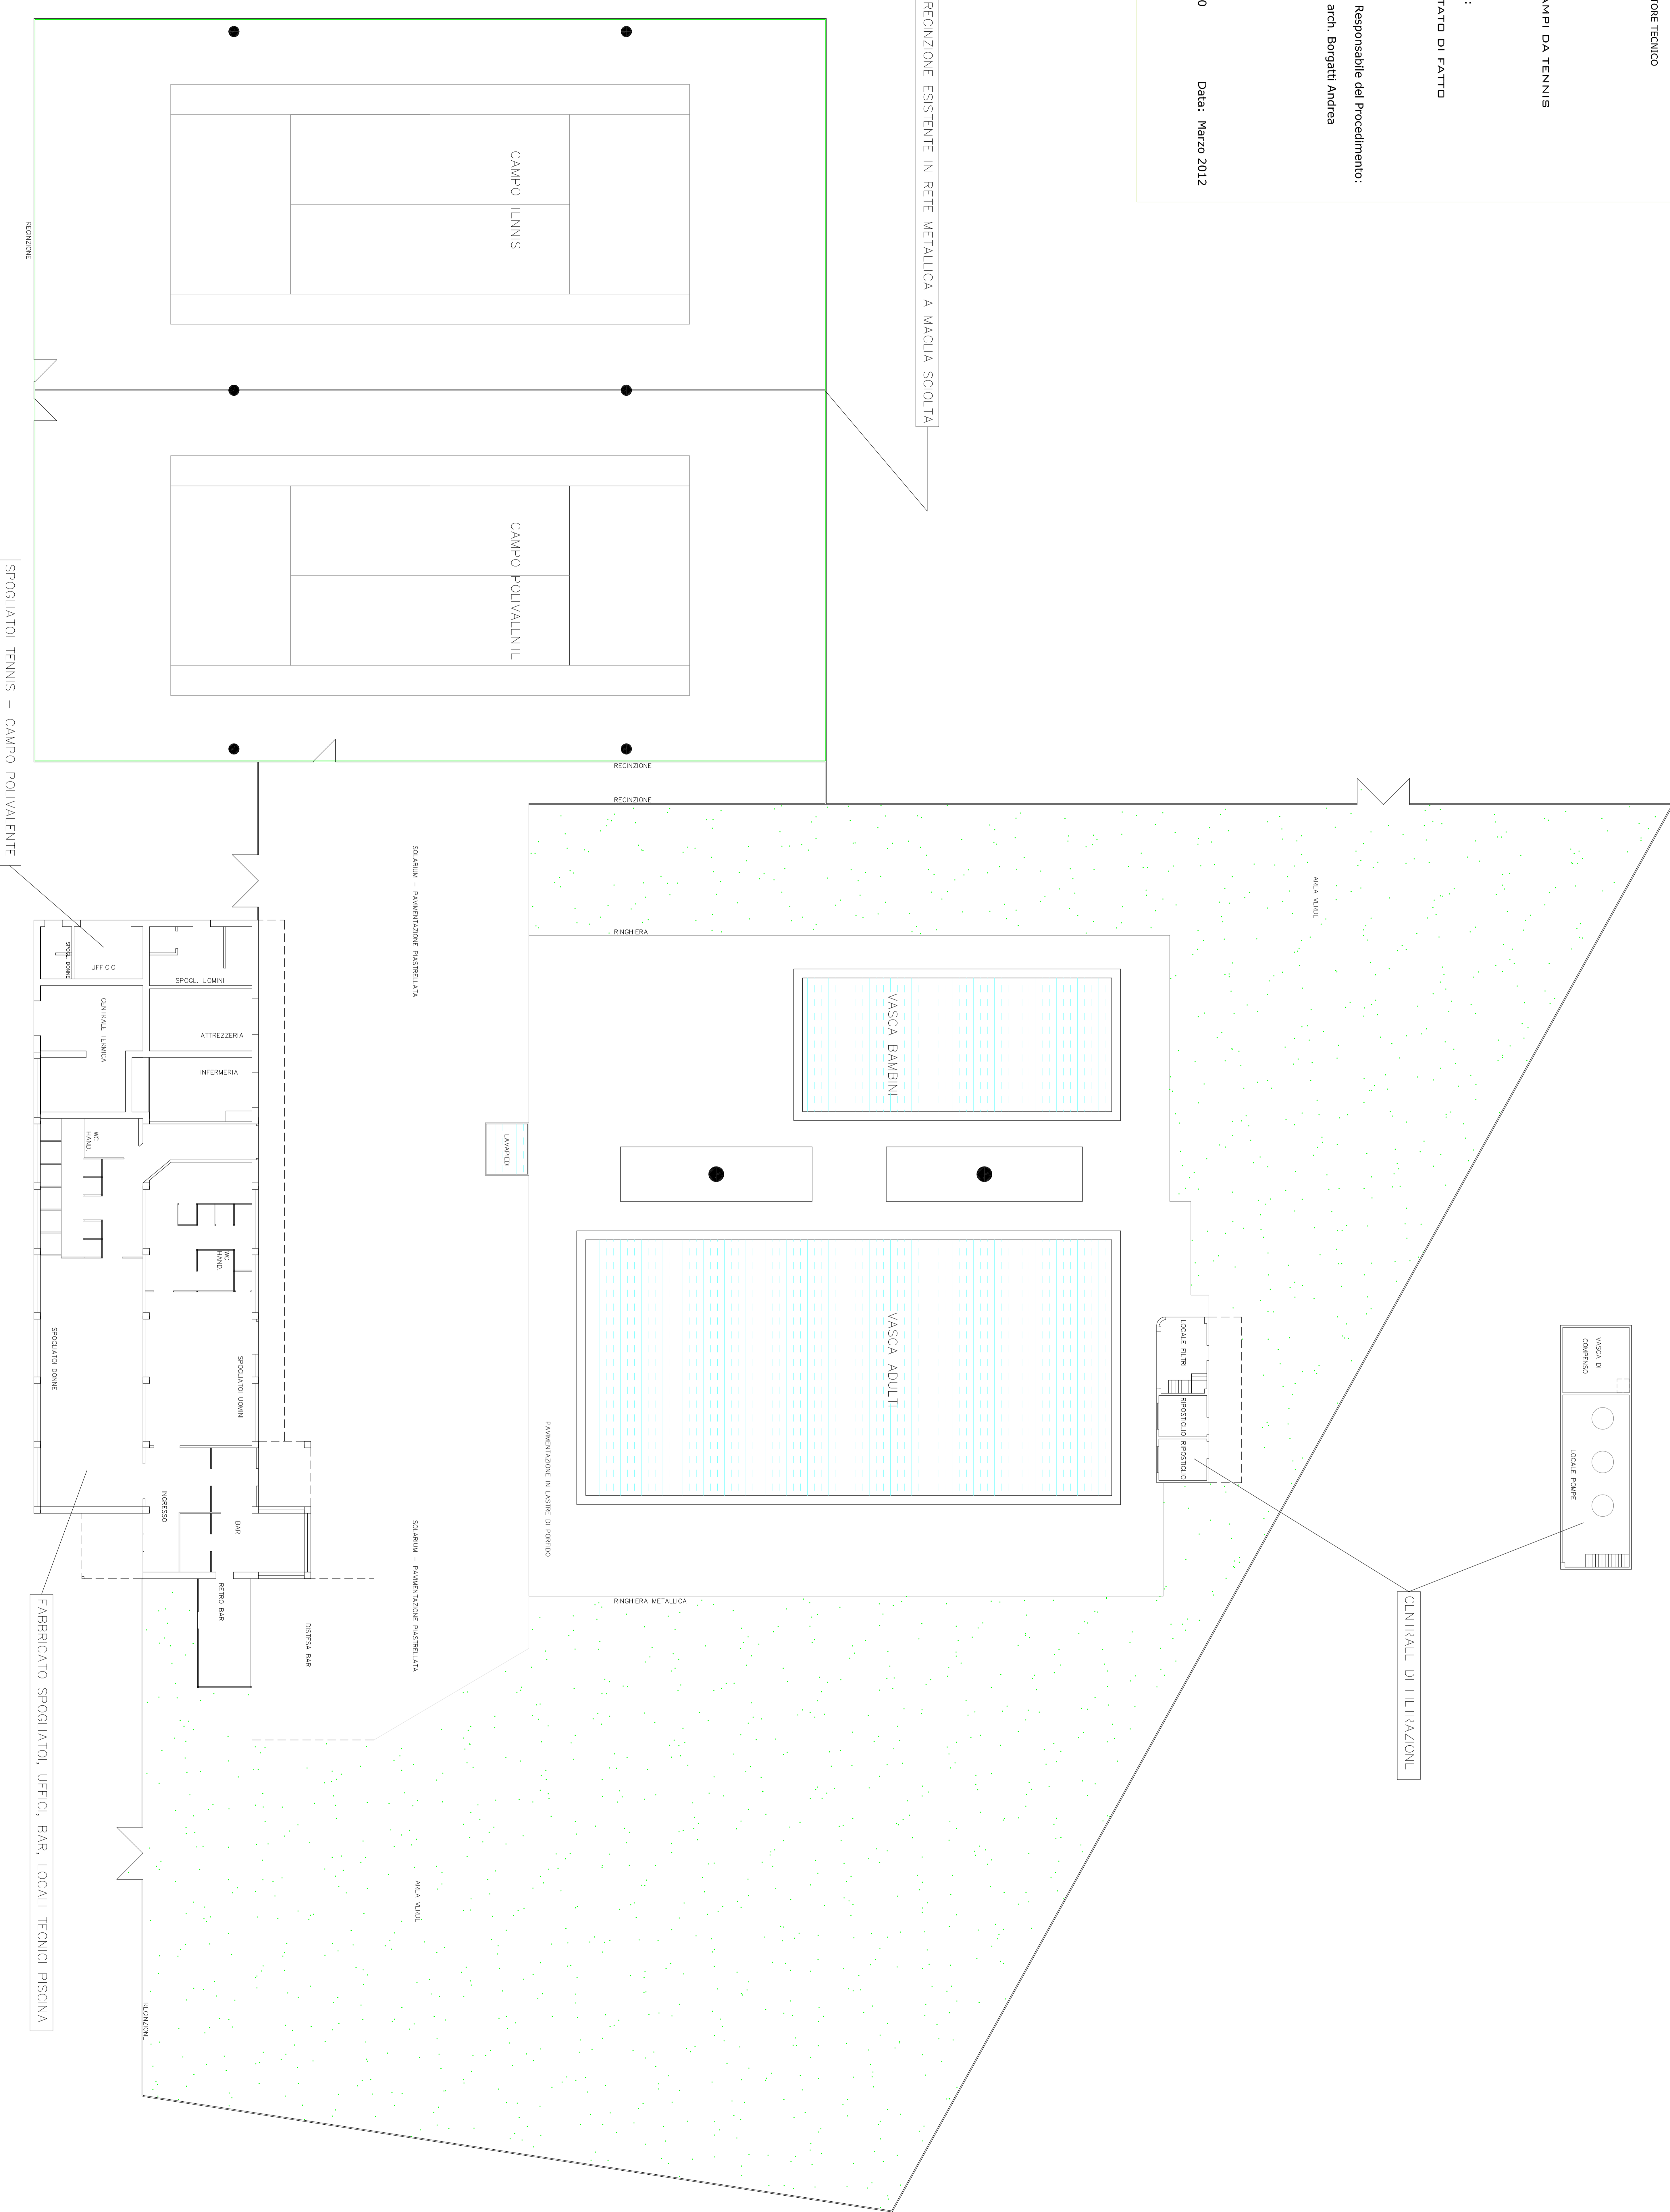 TORE TECNICO
AMPI DA TENNIS
:
TATO DI FATTO
Responsabile del Procedimento:
arch. Borgatti Andrea
0
Data: Marzo 2012
RECINZIONE ESISTENTE IN RETE METALLICA A MAGLIA SCIOLTA
CAMPO TENNIS
RECINZIONE
CAMPO POLIVALENTE
SPOGLIATOI TENNIS - CAMPO POLIVALENTE
RECINZIONE
RECINZIONE
SOLARIUM - PAVIMENTAZIONE PIASTRELLATA
AREA VERDE
RINGHIERA
VASCA BAMBINI
LAVAPIEDI
VASCA ADULTI
PAVIMENTAZIONE IN LASTRE DI PORFIDO
RINGHIERA METALLICA
SPOGL. DONNE
UFFICIO
SPOGL. UOMINI
CENTRALE TERMICA
ATTREZZERIA
INFERMERIA
WC
HAND.
WC
HAND.
SPOGLIATOI DONNE
SPOGLIATOI UOMINI
INGRESSO
BAR
RETRO BAR
DISTESA BAR
SOLARIUM - PAVIMENTAZIONE PIASTRELLATA
LOCALE FILTRI
RIPOSTIGLIO
RIPOSTIGLIO
VASCA DI
COMPENSO
LOCALE POMPE
CENTRALE DI FILTRAZIONE
FABBRICATO SPOGLIATOI, UFFICI, BAR, LOCALI TECNICI PISCINA
AREA VERDE
RECINZIONE